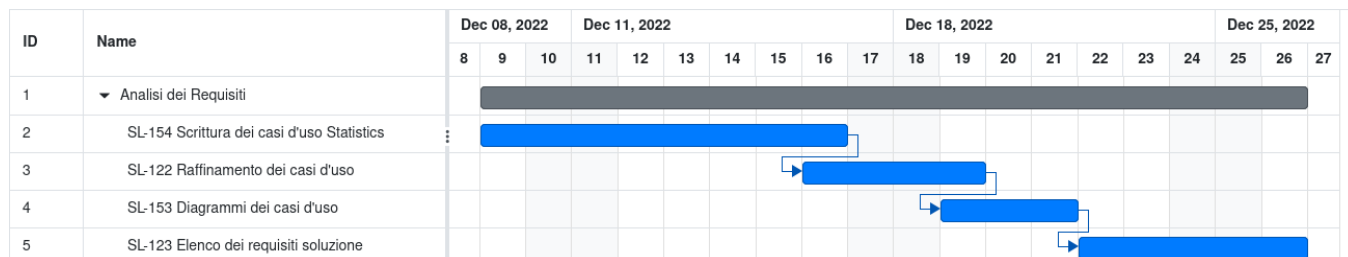 ID Name Dec 08, 2022 Dec 11, 2022 Dec 18, 2022 Dec 25, 2022
8 9 10 11 12 13 14 15 16 17 18 19 20 21 22 23 24 25 26 27
1 Analisi dei Requisiti
2 SL-154 Scrittura dei casi d'uso Statistics
3 SL-122 Raffinamento dei casi d'uso
4 SL-153 Diagrammi dei casi d'uso
5 SL-123 Elenco dei requisiti soluzione